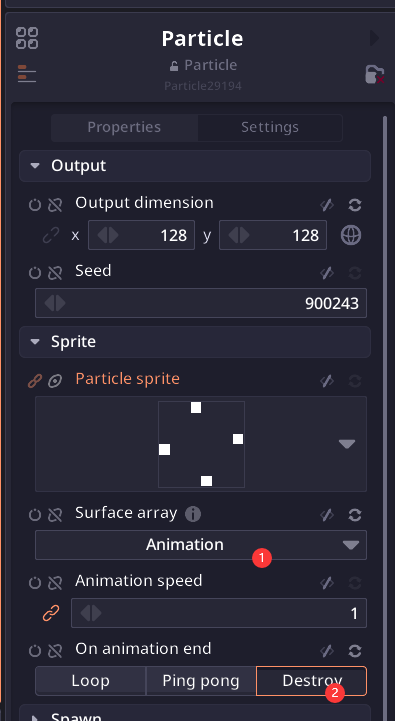 Particle
Particle
Particle29194
Properties Settings
Output
Output dimension
x 128 y 128
Seed
900243
Sprite
Particle sprite
Surface array
Animation
1
Animation speed
1
On animation end
Loop Ping pong Destroy
2
Spawn